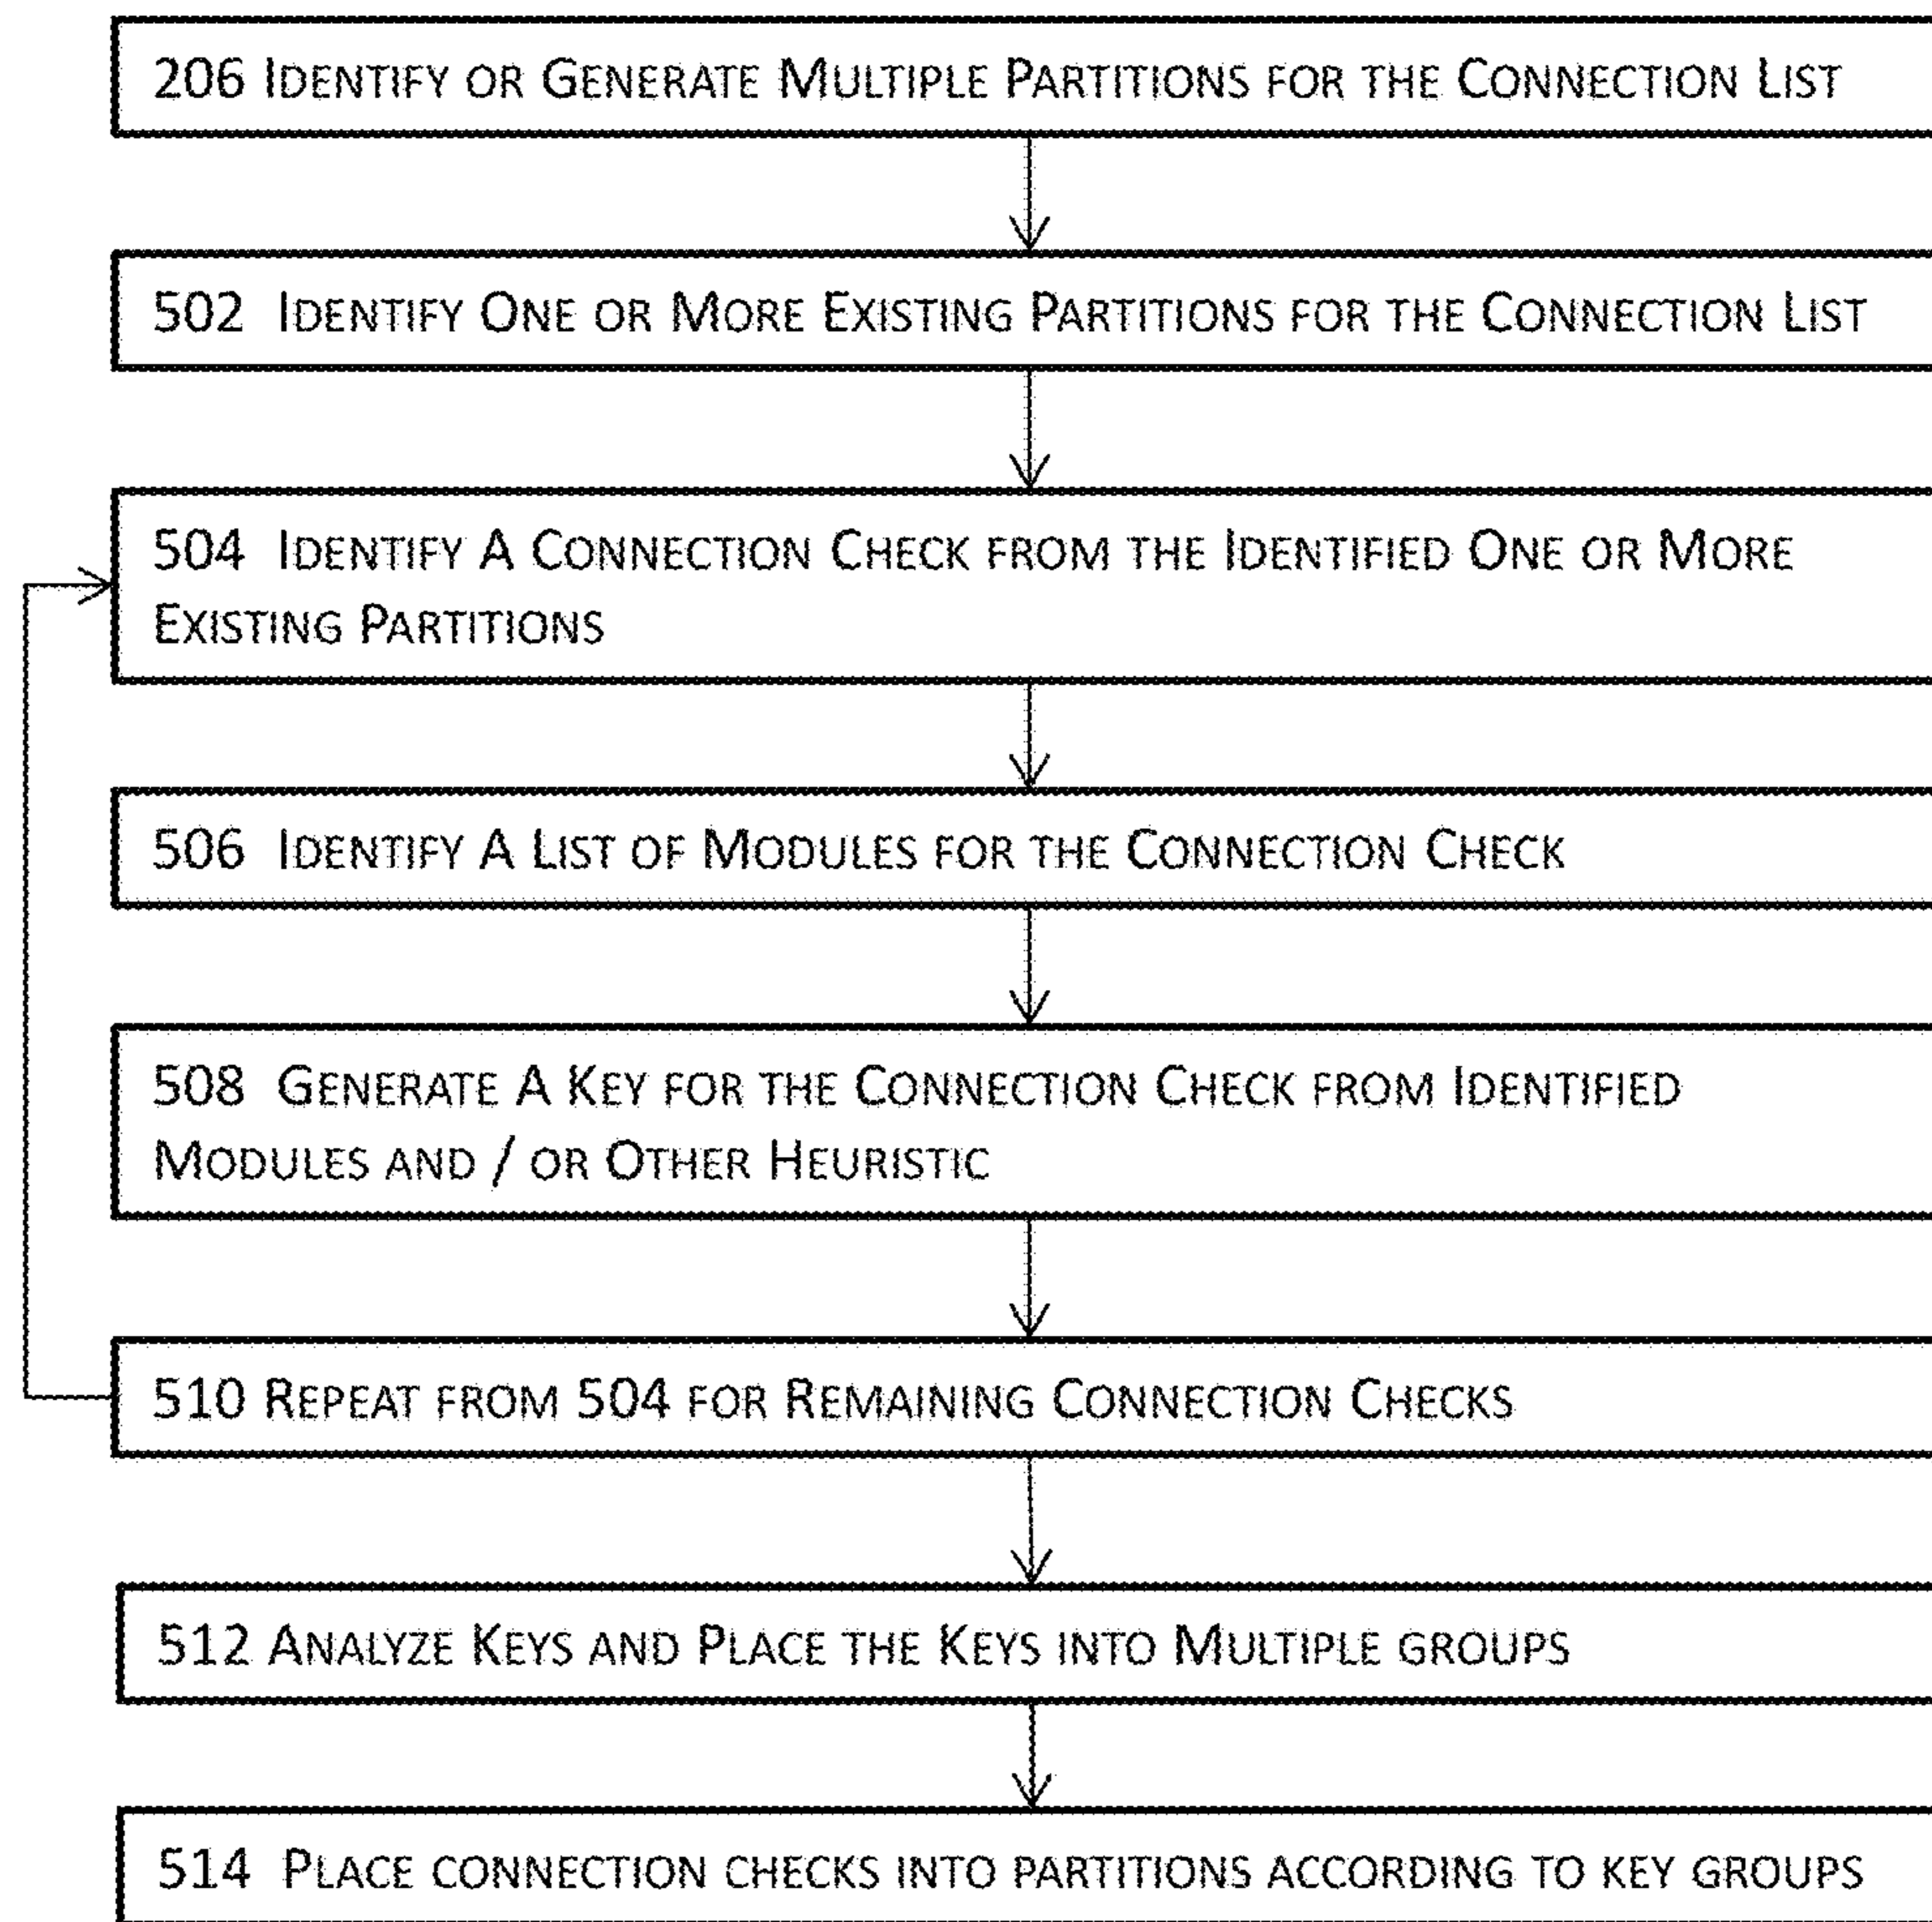 206 Identify or Generate Multiple Partitions for the Connection List
502 Identify One or More Existing Partitions for the Connection List
504 Identify A Connection Check from the Identified One or More
Existing Partitions
506 Identify A List of Modules for the Connection Check
508 Generate A Key for the Connection Check from Identified
Modules and / or Other Heuristic
510 Repeat from 504 for Remaining Connection Checks
512 Analyze Keys and Place the Keys into Multiple groups
514 Place connection checks into partitions according to key groups